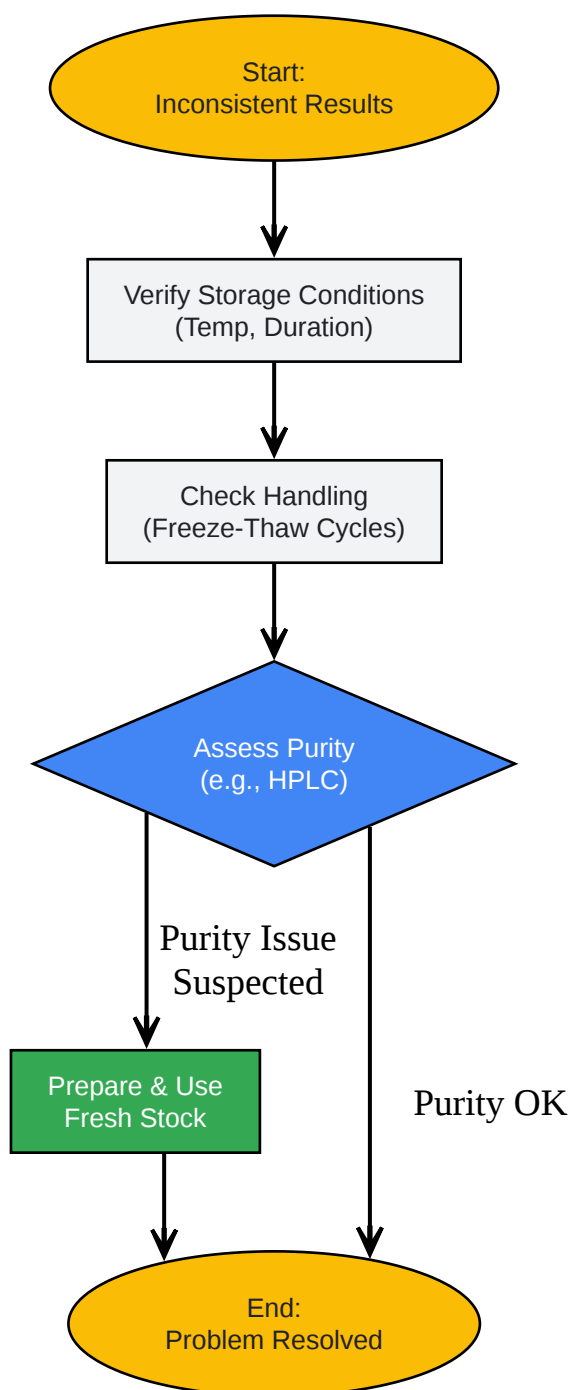 Start:
Inconsistent Results
Verify Storage Conditions
(Temp, Duration)
Check Handling
(Freeze-Thaw Cycles)
Assess Purity
(e.g., HPLC)
Purity Issue
Suspected
Prepare & Use
Fresh Stock
Purity OK
End:
Problem Resolved